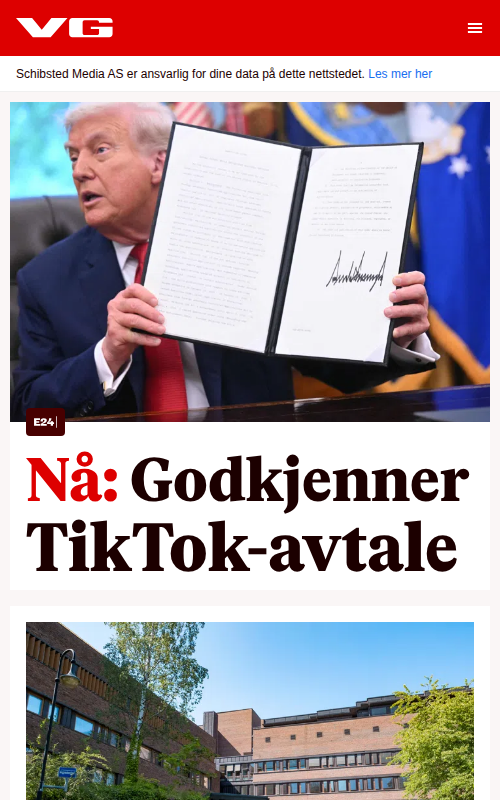 VG
Schibsted Media AS er ansvarlig for dine data på dette nettstedet. Les mer her
E24
Nå: Godkjenner
TikTok-avtale